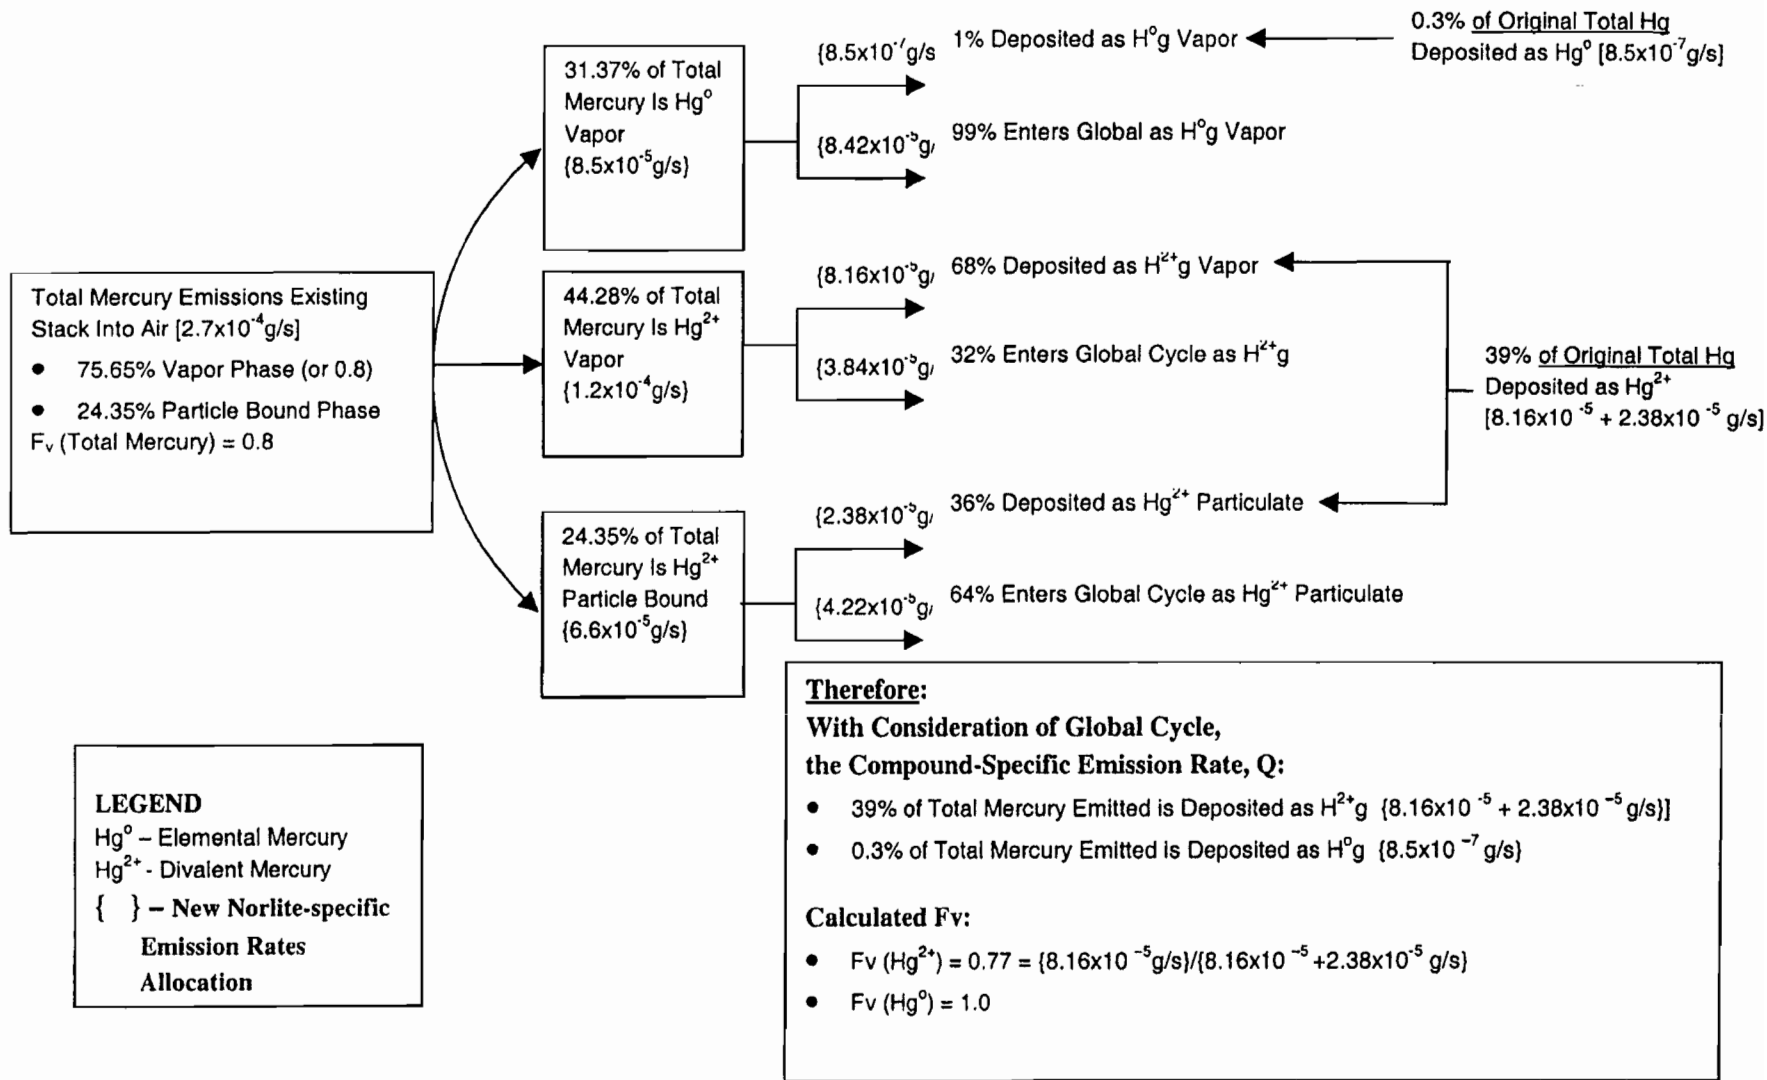 Total Mercury Emissions Existing
Stack Into Air [2.7x10⁻⁴g/s]
• 75.65% Vapor Phase (or 0.8)
• 24.35% Particle Bound Phase
Fᵥ (Total Mercury) = 0.8
31.37% of Total
Mercury Is Hg⁰
Vapor
{8.5x10⁻⁵g/s}
44.28% of Total
Mercury Is Hg²⁺
Vapor
{1.2x10⁻⁴g/s}
24.35% of Total
Mercury Is Hg²⁺
Particle Bound
{6.6x10⁻⁵g/s}
{8.5x10⁻⁷g/s
1% Deposited as H⁰g Vapor
{8.42x10⁻⁵g/
99% Enters Global as H⁰g Vapor
{8.16x10⁻⁵g/
68% Deposited as H²⁺g Vapor
{3.84x10⁻⁵g/
32% Enters Global Cycle as H²⁺g
{2.38x10⁻⁵g/
36% Deposited as Hg²⁺ Particulate
{4.22x10⁻⁵g/
64% Enters Global Cycle as Hg²⁺ Particulate
0.3% of Original Total Hg
Deposited as Hg⁰ [8.5x10⁻⁷g/s]
39% of Original Total Hg
Deposited as Hg²⁺
[8.16x10⁻⁵ + 2.38x10⁻⁵ g/s]
LEGEND
Hg⁰ – Elemental Mercury
Hg²⁺ - Divalent Mercury
{ } – New Norlite-specific
Emission Rates
Allocation
Therefore:
With Consideration of Global Cycle,
the Compound-Specific Emission Rate, Q:
• 39% of Total Mercury Emitted is Deposited as H²⁺g {8.16x10⁻⁵ + 2.38x10⁻⁵g/s}]
• 0.3% of Total Mercury Emitted is Deposited as H⁰g {8.5x10⁻⁷ g/s}
Calculated Fv:
• Fv (Hg²⁺) = 0.77 = {8.16x10⁻⁵g/s}/{8.16x10⁻⁵ +2.38x10⁻⁵ g/s}
• Fv (Hg⁰) = 1.0